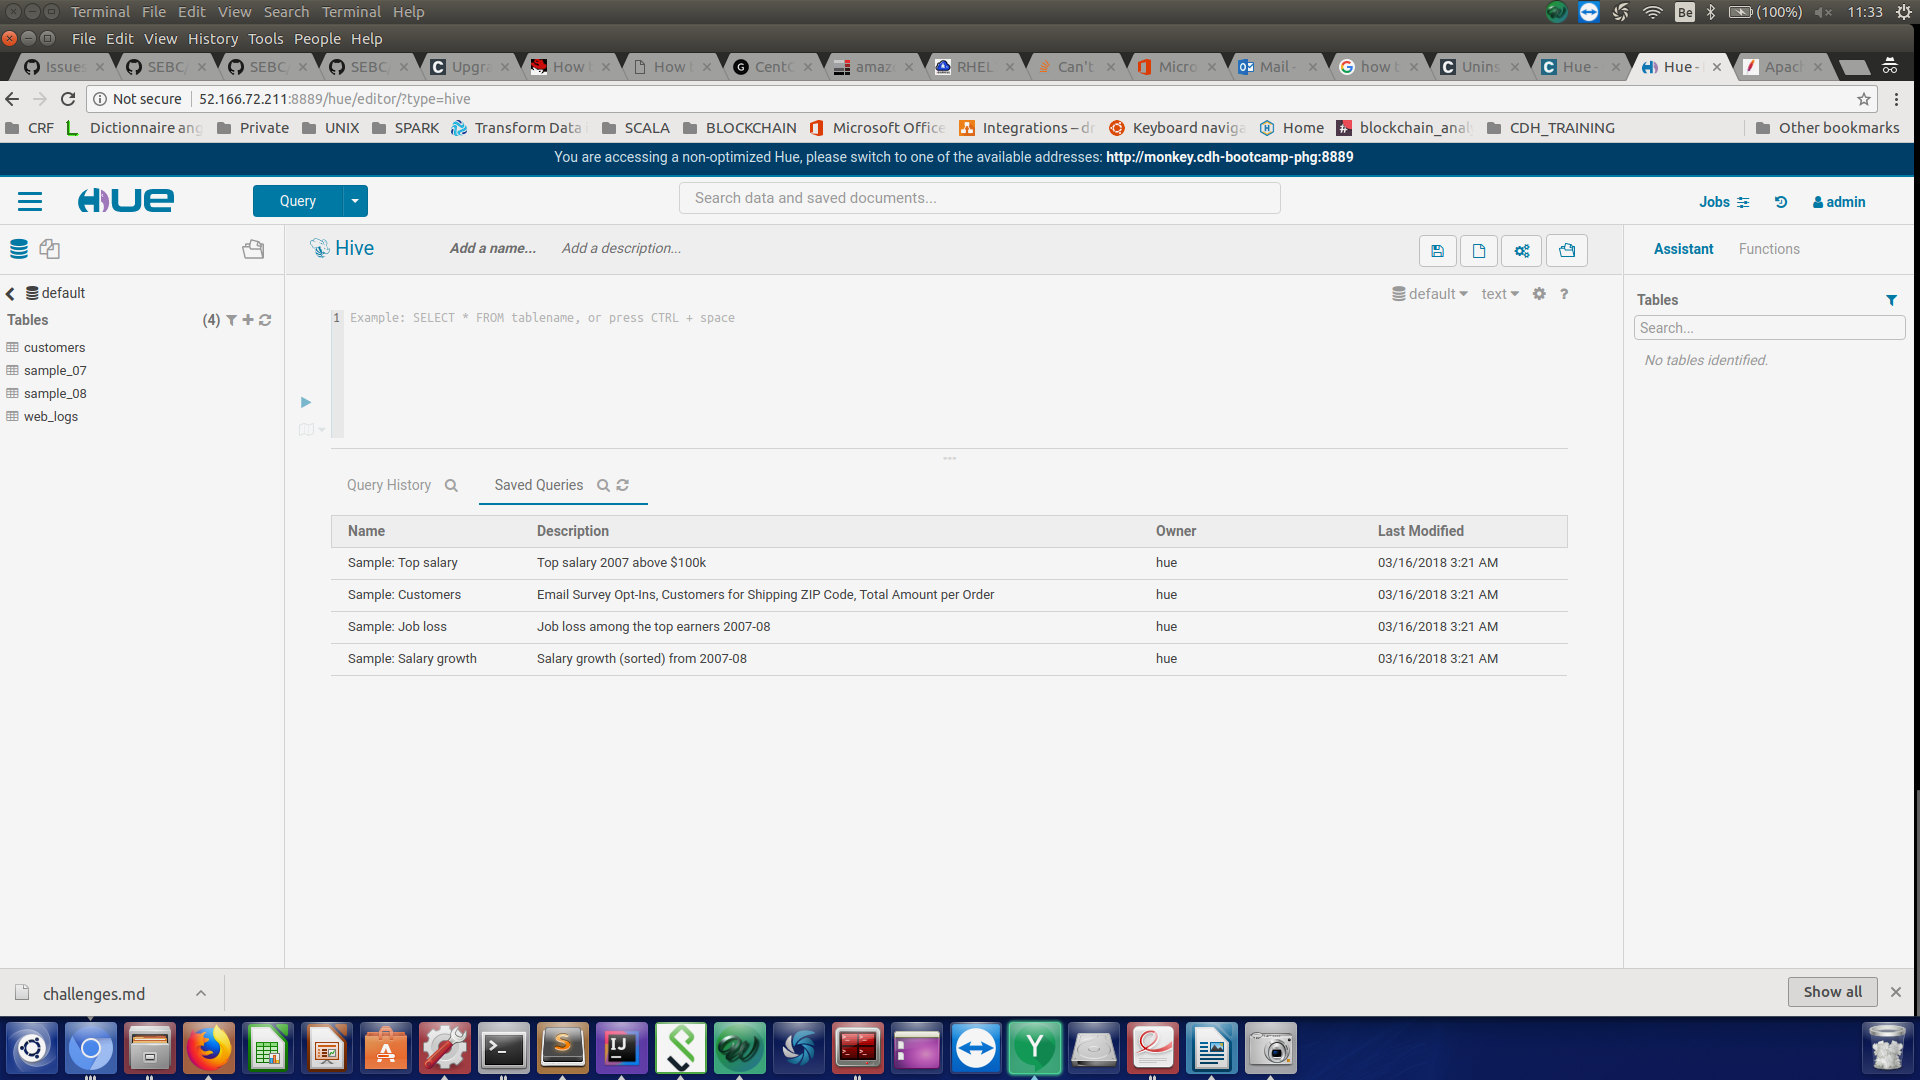 Terminal File Edit View Search Terminal Help
Be (100%) 11:33
File Edit View History Tools People Help
Issues SEBC/ SEBC/ SEBC/ Upgra How t How t CentO amaz RHEL Can't Micro Mail - how t Unins Hue - Hue - Apach
Not secure 52.166.72.211:8889/hue/editor/?type=hive
CRF Dictionnaire ang Private UNIX SPARK Transform Data SCALA BLOCKCHAIN Microsoft Office Integrations – dr Keyboard naviga Home blockchain_anal CDH_TRAINING Other bookmarks
You are accessing a non-optimized Hue, please switch to one of the available addresses: http://monkey.cdh-bootcamp-phg:8889
HUE Query Search data and saved documents... Jobs admin
Hive Add a name... Add a description... Assistant Functions
default
default text ?
Tables (4)
Tables
Search...
No tables identified.
1 Example: SELECT * FROM tablename, or press CTRL + space
customers
sample_07
sample_08
web_logs
Query History Saved Queries
Name Description Owner Last Modified
Sample: Top salary Top salary 2007 above $100k hue 03/16/2018 3:21 AM
Sample: Customers Email Survey Opt-Ins, Customers for Shipping ZIP Code, Total Amount per Order hue 03/16/2018 3:21 AM
Sample: Job loss Job loss among the top earners 2007-08 hue 03/16/2018 3:21 AM
Sample: Salary growth Salary growth (sorted) from 2007-08 hue 03/16/2018 3:21 AM
challenges.md Show all